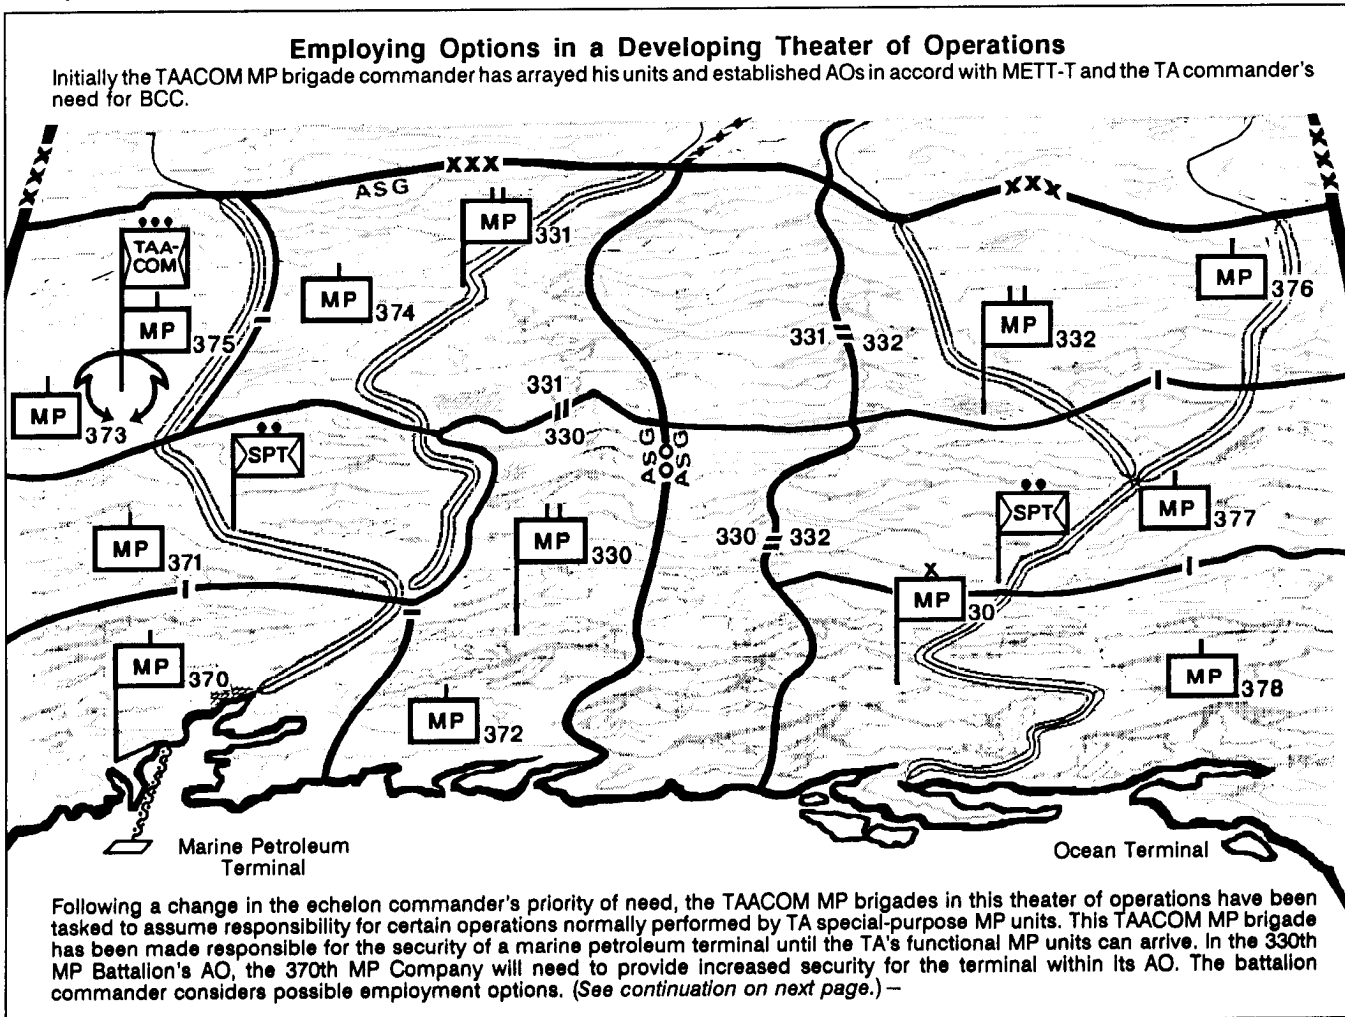 Employing Options in a Developing Theater of Operations
Initially the TAACOM MP brigade commander has arrayed his units and established AOs in accord with METT-T and the TA commander's
need for BCC.
XXX
XXX
ASG
XXX
XXX
TAA-
COM
MP
331
MP
374
MP
375
MP
376
MP
332
331
332
MP
373
331
330
ASG
ASG
SPT
SPT
MP
377
MP
371
MP
330
330
332
X
MP
30
MP
370
MP
372
MP
378
Marine Petroleum
Terminal
Ocean Terminal
Following a change in the echelon commander's priority of need, the TAACOM MP brigades in this theater of operations have been
tasked to assume responsibility for certain operations normally performed by TA special-purpose MP units. This TAACOM MP brigade
has been made responsible for the security of a marine petroleum terminal until the TA's functional MP units can arrive. In the 330th
MP Battalion's AO, the 370th MP Company will need to provide increased security for the terminal within its AO. The battalion
commander considers possible employment options. (See continuation on next page.) —